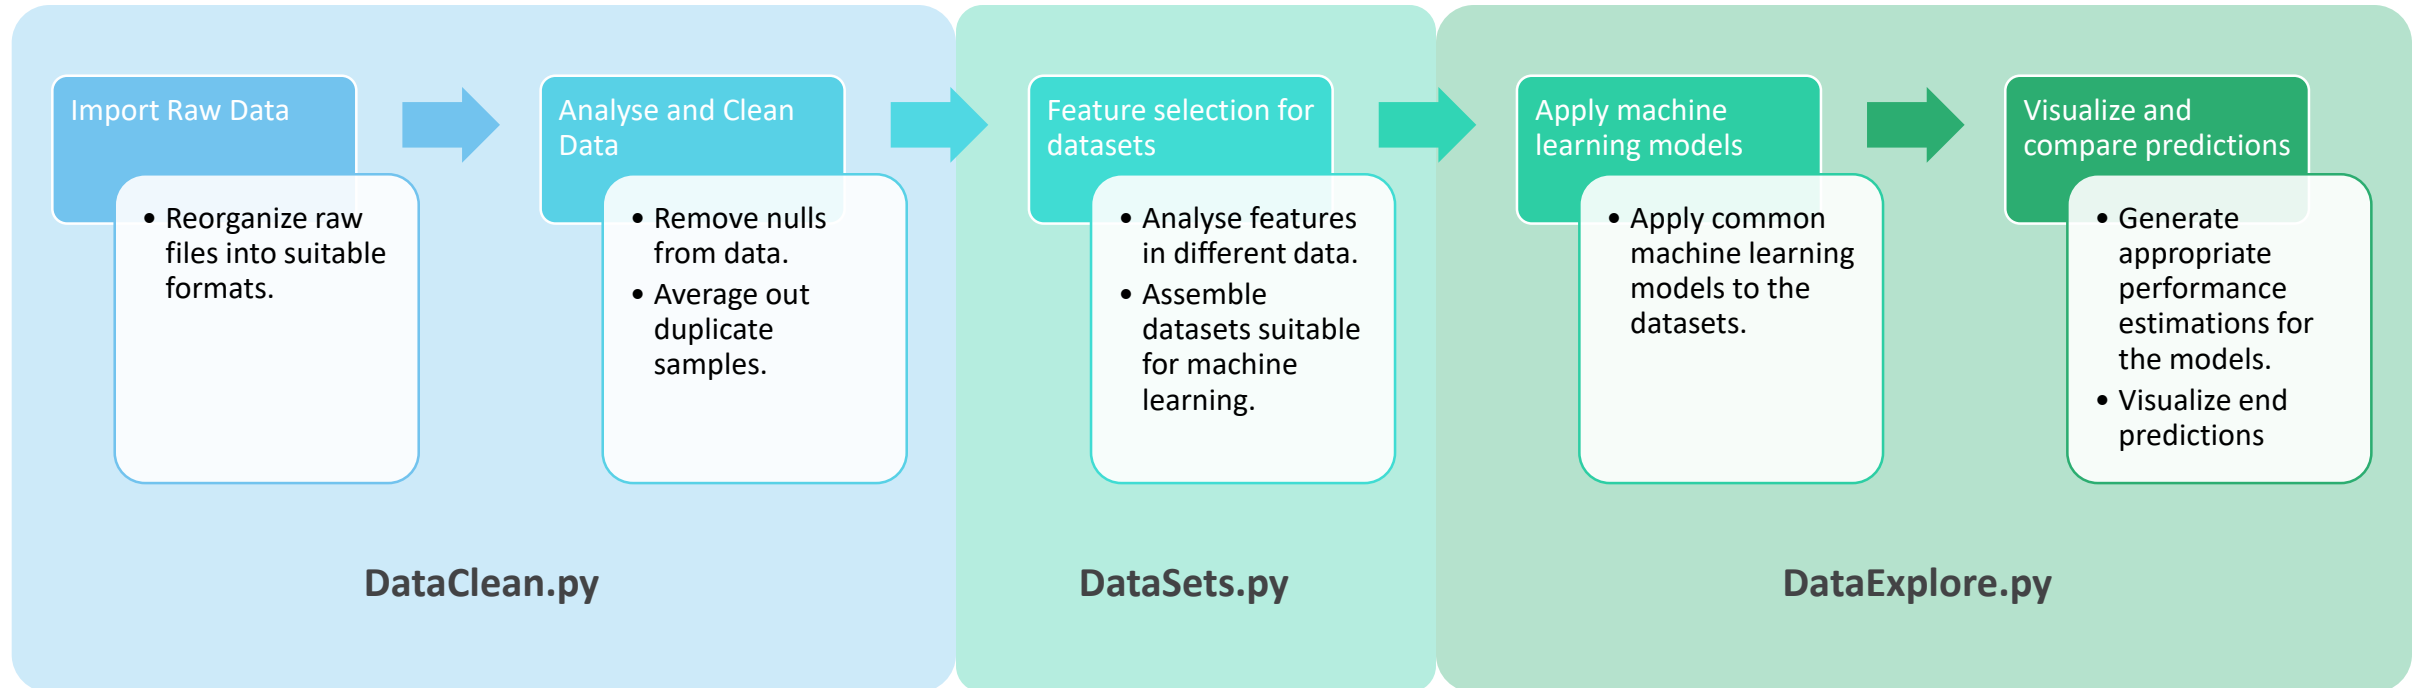 Import Raw Data
• Reorganize raw
files into suitable
formats.
Analyse and Clean
Data
• Remove nulls
from data.
• Average out
duplicate
samples.
Feature selection for
datasets
• Analyse features
in different data.
• Assemble
datasets suitable
for machine
learning.
Apply machine
learning models
• Apply common
machine learning
models to the
datasets.
Visualize and
compare predictions
• Generate
appropriate
performance
estimations for
the models.
• Visualize end
predictions
DataClean.py
DataSets.py
DataExplore.py